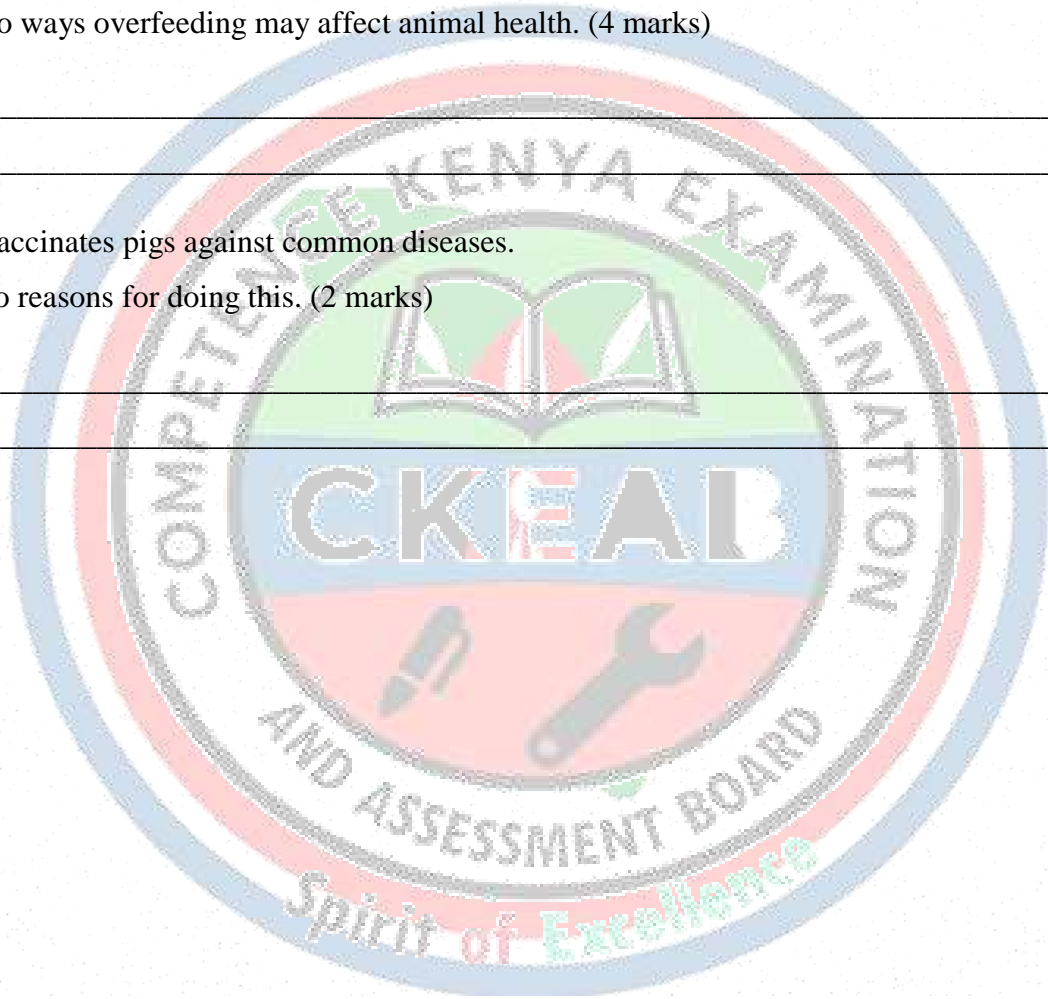 o ways overfeeding may affect animal health. (4 marks)
accinates pigs against common diseases.
o reasons for doing this. (2 marks)
COMPETENCE KENYA EXAMINATION
CKEAB
AND ASSESSMENT BOARD
Spirit of Excellence